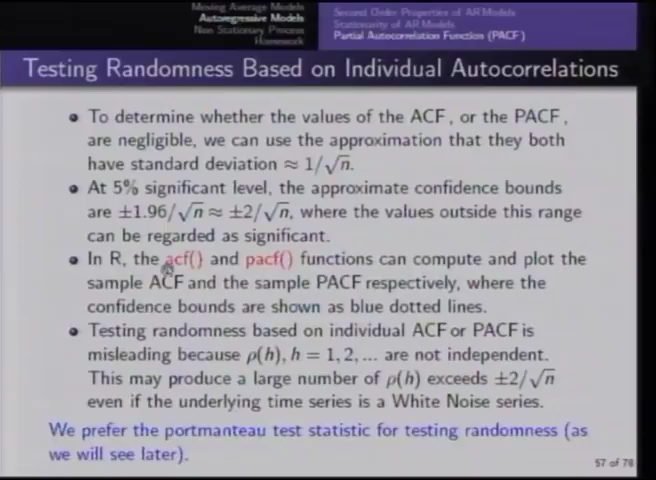 Moving Average Models
Autoregressive Models
Non Stationary Process
Homework
Second Order Properties of AR Models
Stationarity of AR Models
Partial Autocorrelation Function (PACF)
Testing Randomness Based on Individual Autocorrelations
• To determine whether the values of the ACF, or the PACF,
are negligible, we can use the approximation that they both
have standard deviation ≈ 1/√n.
• At 5% significant level, the approximate confidence bounds
are ±1.96/√n ≈ ±2/√n, where the values outside this range
can be regarded as significant.
• In R, the acf() and pacf() functions can compute and plot the
sample ACF and the sample PACF respectively, where the
confidence bounds are shown as blue dotted lines.
• Testing randomness based on individual ACF or PACF is
misleading because ρ(h), h = 1, 2, ... are not independent.
This may produce a large number of ρ(h) exceeds ±2/√n
even if the underlying time series is a White Noise series.
We prefer the portmanteau test statistic for testing randomness (as
we will see later).
57 of 78